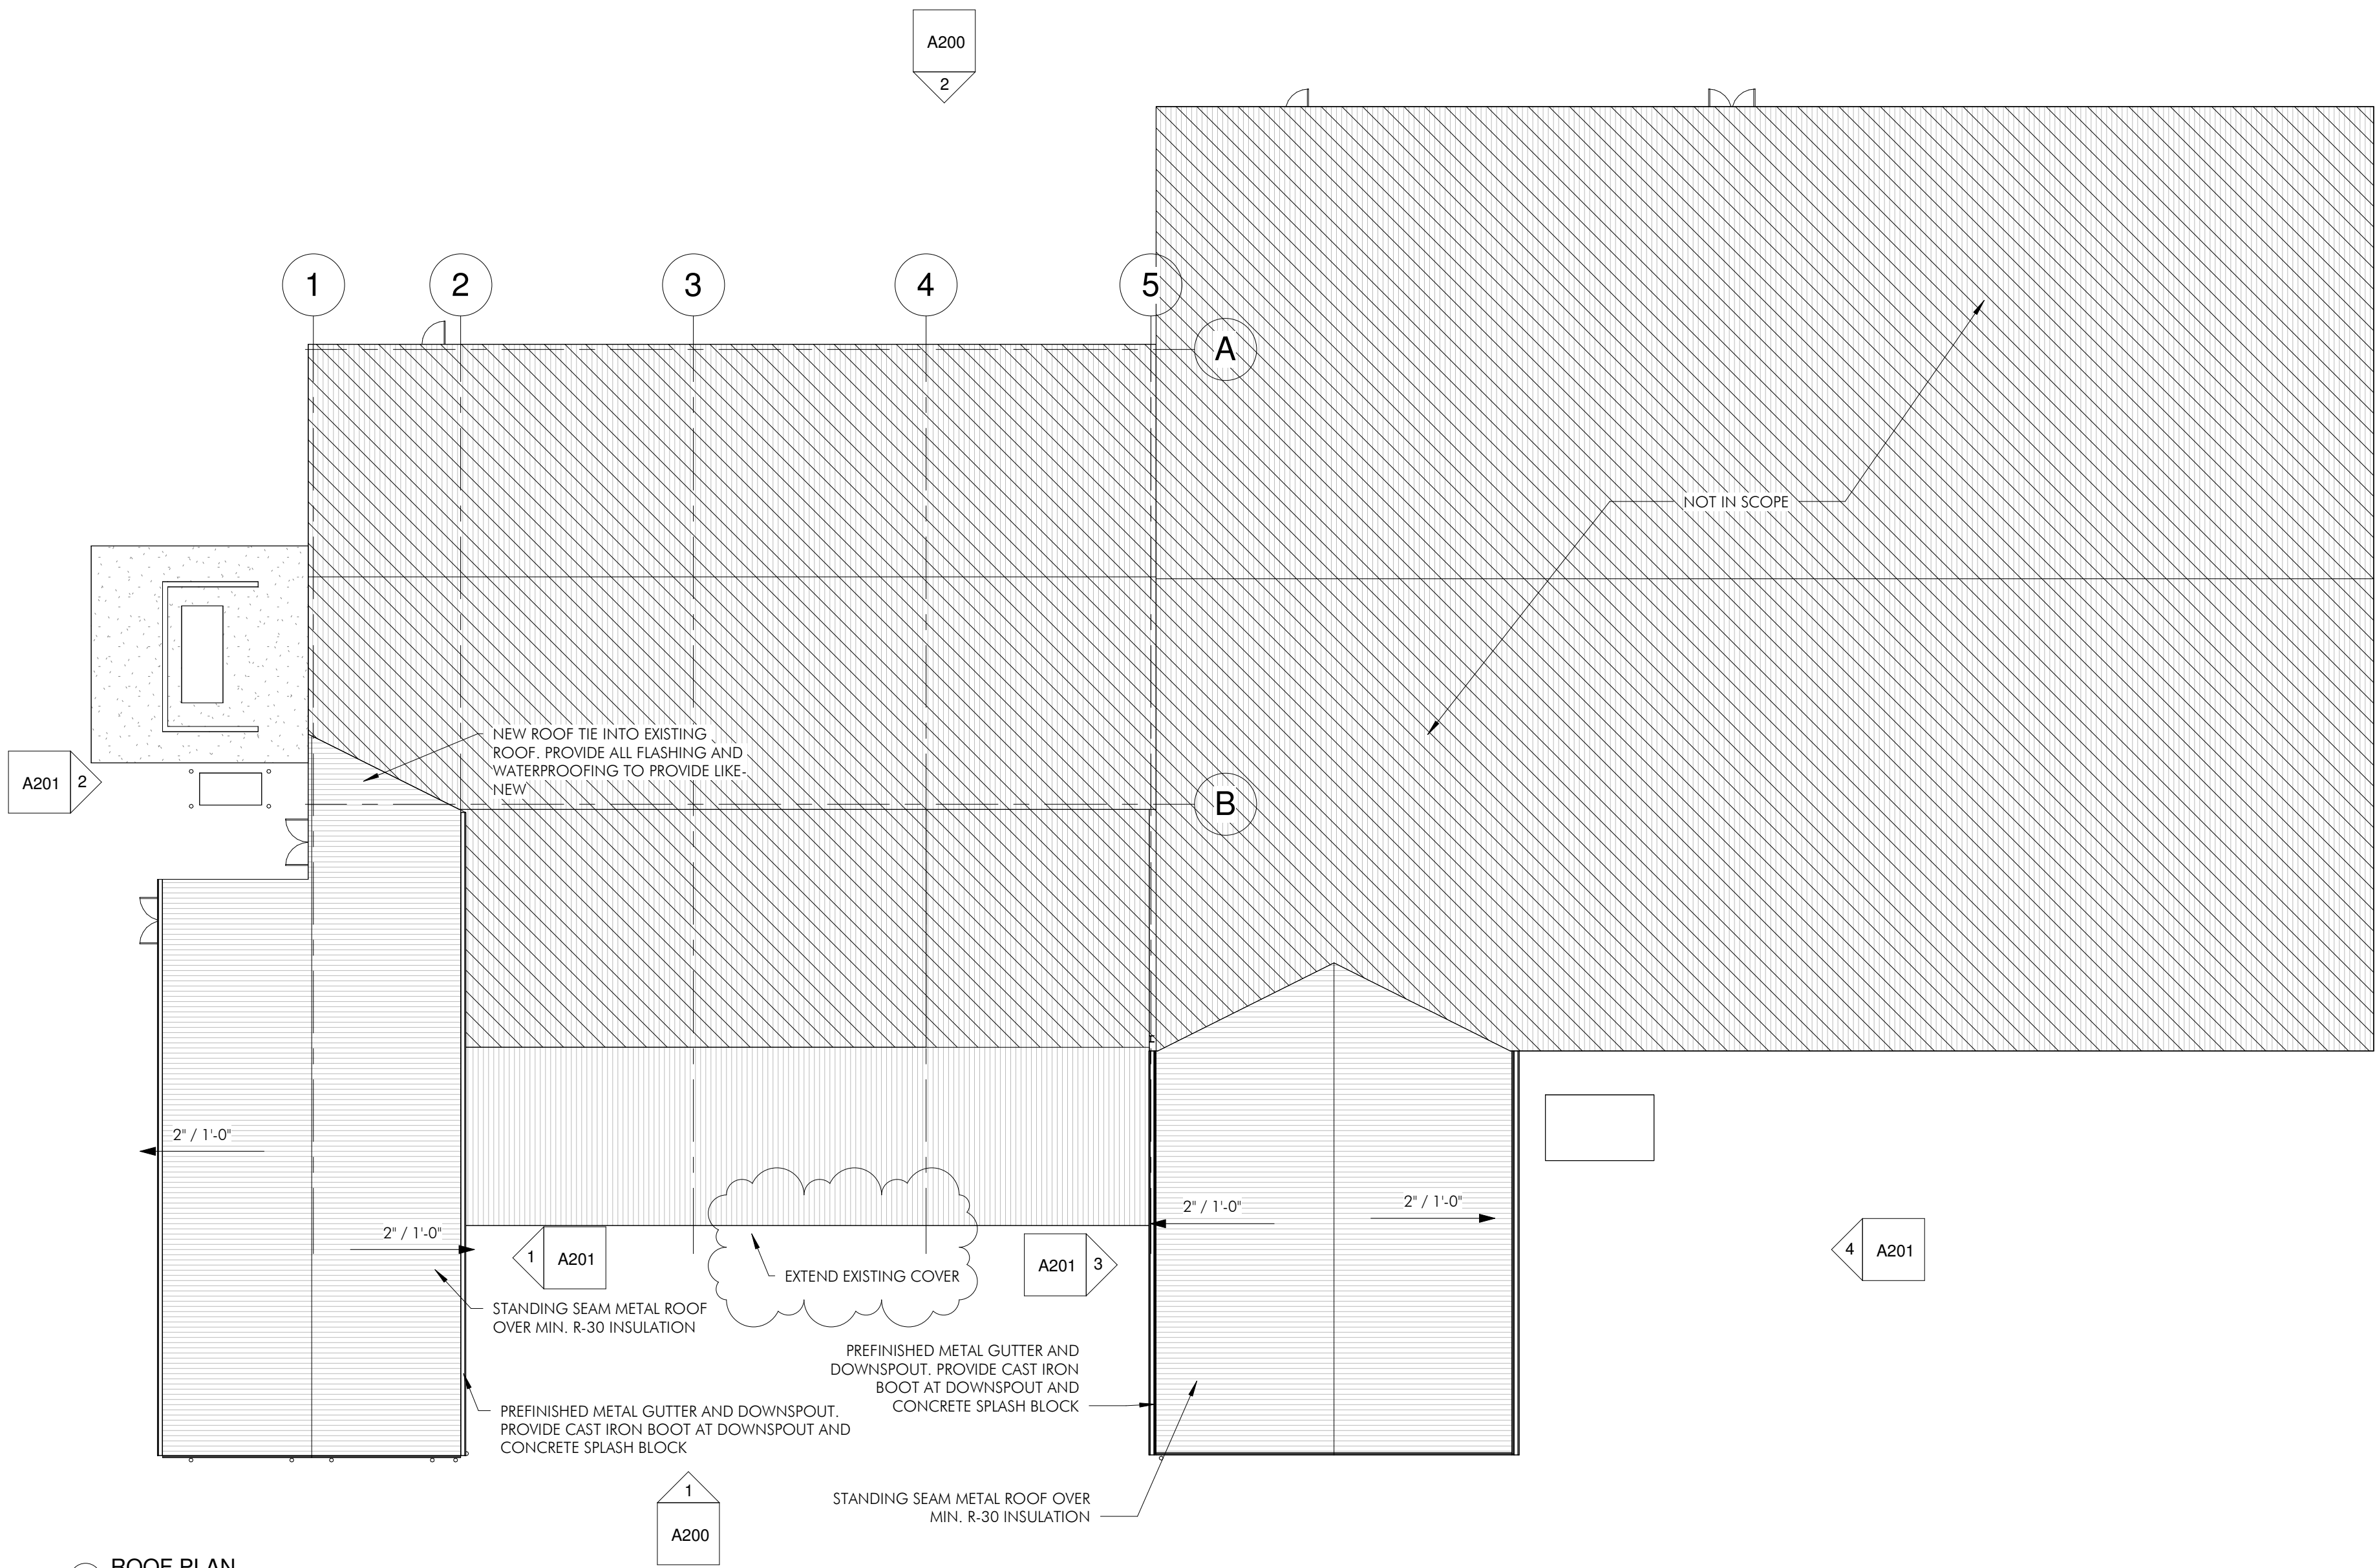 A200
2
1
2
3
4
5
A
NOT IN SCOPE
NEW ROOF TIE INTO EXISTING
ROOF. PROVIDE ALL FLASHING AND
WATERPROOFING TO PROVIDE LIKE-
NEW
A201
2
B
2" / 1'-0"
2" / 1'-0"
2" / 1'-0"
2" / 1'-0"
1
A201
A201
3
4
A201
EXTEND EXISTING COVER
STANDING SEAM METAL ROOF
OVER MIN. R-30 INSULATION
PREFINISHED METAL GUTTER AND
DOWNSPOUT. PROVIDE CAST IRON
BOOT AT DOWNSPOUT AND
CONCRETE SPLASH BLOCK
PREFINISHED METAL GUTTER AND DOWNSPOUT.
PROVIDE CAST IRON BOOT AT DOWNSPOUT AND
CONCRETE SPLASH BLOCK
STANDING SEAM METAL ROOF OVER
MIN. R-30 INSULATION
1
A200
ROOF PLAN